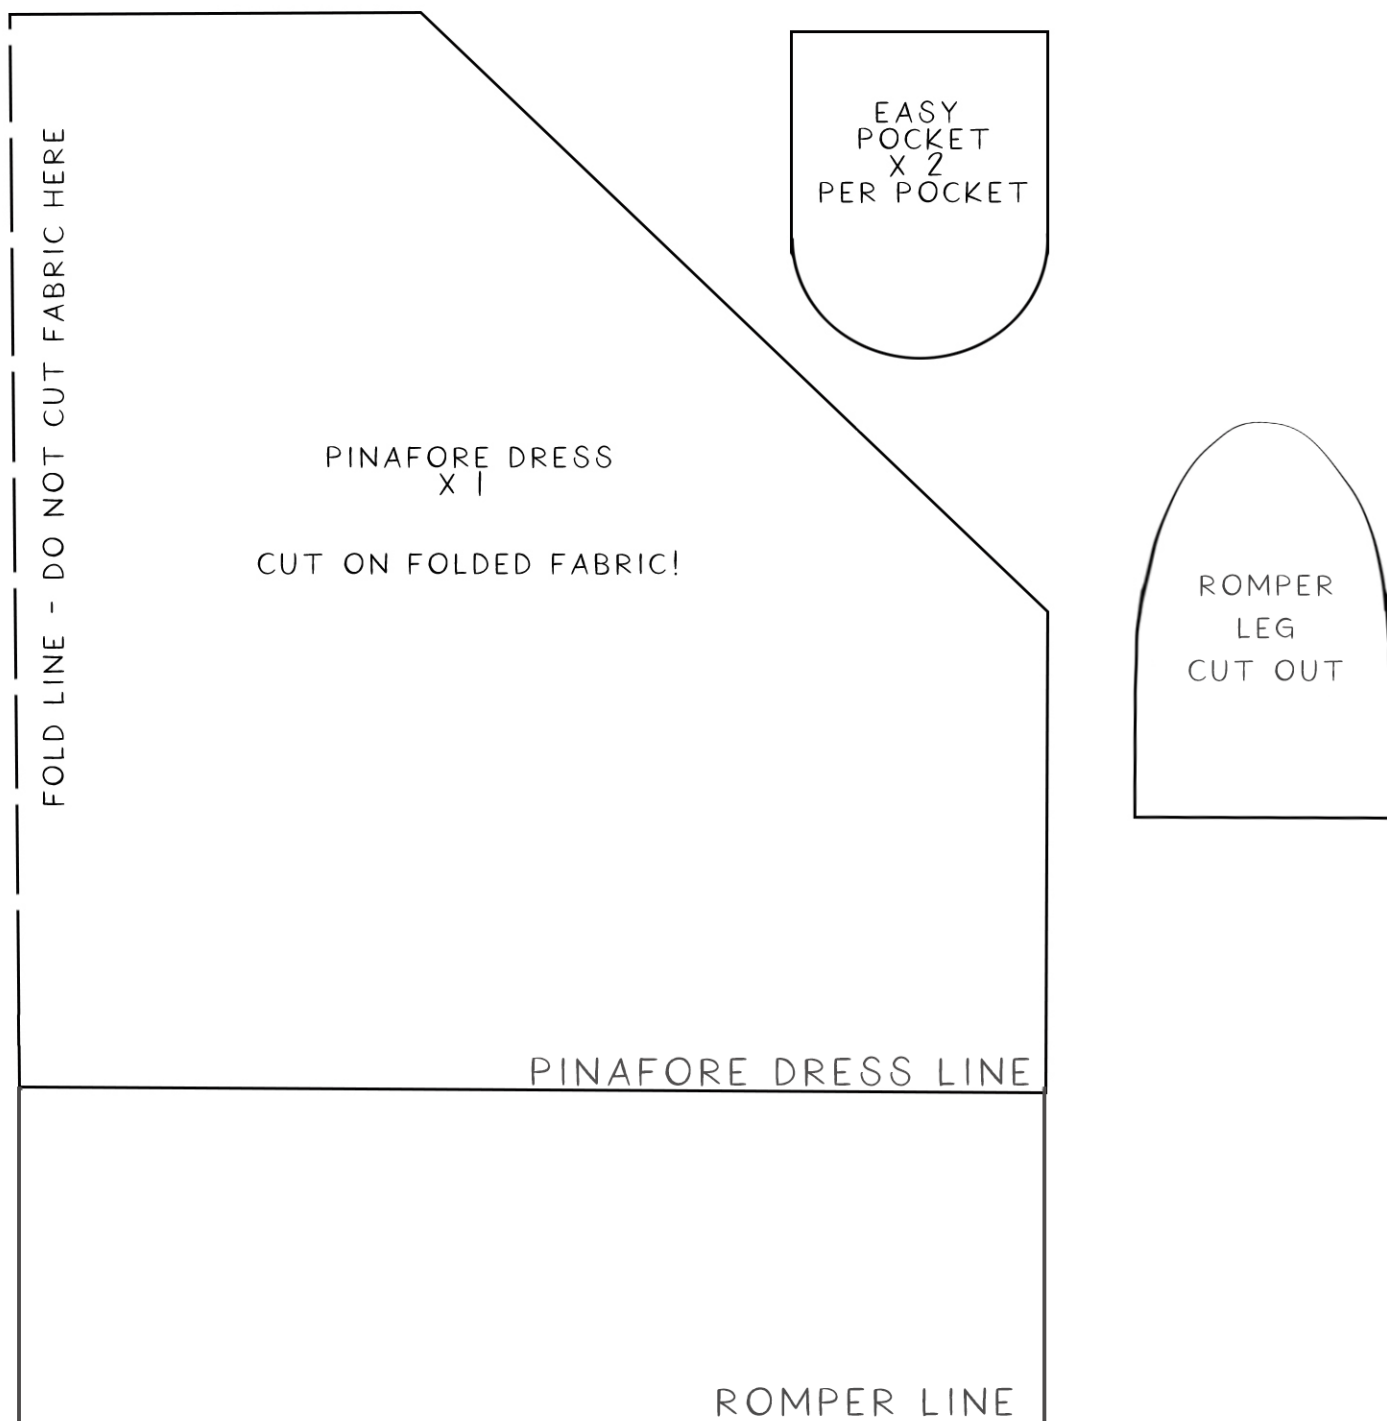 FOLD LINE - DO NOT CUT FABRIC HERE
EASY
POCKET
X 2
PER POCKET
PINAFORE DRESS
X 1
CUT ON FOLDED FABRIC!
ROMPER
LEG
CUT OUT
PINAFORE DRESS LINE
ROMPER LINE